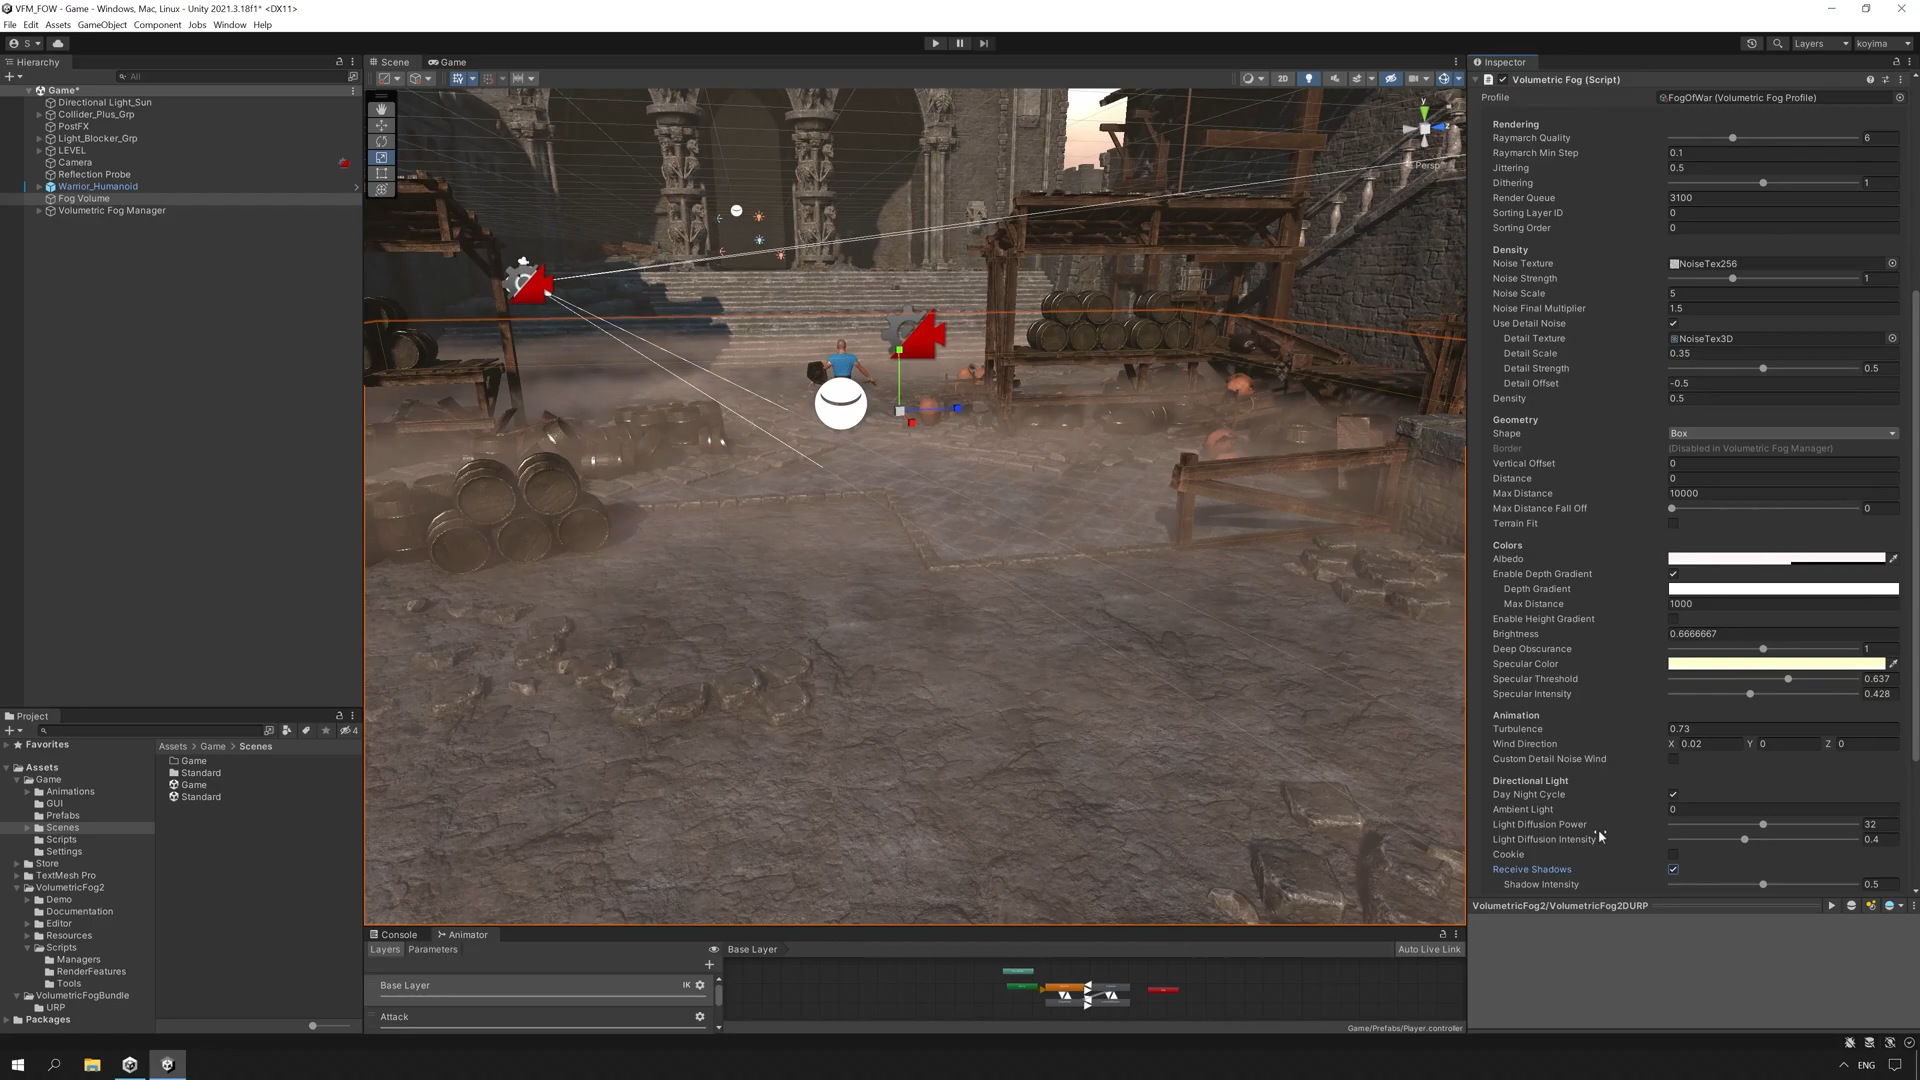 VFM_FOW - Game - Windows, Mac, Linux - Unity 2021.3.18f1* <DX11>
File Edit Assets GameObject Component Jobs Window Help
S
Layers
koyima
Hierarchy
All
Game*
Directional Light_Sun
Collider_Plus_Grp
PostFX
Light_Blocker_Grp
LEVEL
Camera
Reflection Probe
Warrior_Humanoid
Fog Volume
Volumetric Fog Manager
Scene
Game
2D
y
z
Persp
Inspector
Volumetric Fog (Script)
Profile FogOfWar (Volumetric Fog Profile)
Rendering
Raymarch Quality 6
Raymarch Min Step 0.1
Jittering 0.5
Dithering 1
Render Queue 3100
Sorting Layer ID 0
Sorting Order 0
Density
Noise Texture NoiseTex256
Noise Strength 1
Noise Scale 5
Noise Final Multiplier 1.5
Use Detail Noise
Detail Texture NoiseTex3D
Detail Scale 0.35
Detail Strength 0.5
Detail Offset -0.5
Density 0.5
Geometry
Shape Box
Border (Disabled in Volumetric Fog Manager)
Vertical Offset 0
Distance 0
Max Distance 10000
Max Distance Fall Off 0
Terrain Fit
Colors
Albedo
Enable Depth Gradient
Depth Gradient
Max Distance 1000
Enable Height Gradient
Brightness 0.6666667
Deep Obscurance 1
Specular Color
Specular Threshold 0.637
Specular Intensity 0.428
Animation
Turbulence 0.73
Wind Direction X 0.02 Y 0 Z 0
Custom Detail Noise Wind
Directional Light
Day Night Cycle
Ambient Light 0
Light Diffusion Power 32
Light Diffusion Intensity 0.4
Cookie
Receive Shadows
Shadow Intensity 0.5
VolumetricFog2/VolumetricFog2DURP
Project
4
Favorites
Assets
Game
Animations
GUI
Prefabs
Scenes
Scripts
Settings
Store
TextMesh Pro
VolumetricFog2
Demo
Documentation
Editor
Resources
Scripts
Managers
RenderFeatures
Tools
VolumetricFogBundle
URP
Packages
Assets Game Scenes
Game
Standard
Game
Standard
Console
Animator
Layers Parameters
Base Layer
Auto Live Link
Base Layer IK
Attack
Game/Prefabs/Player.controller
ENG